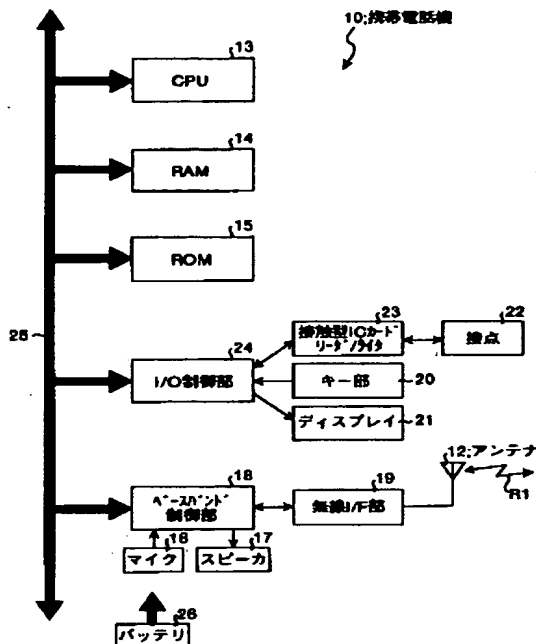 10;携帯電話機
13
CPU
14
RAM
15
ROM
25
23
接触型ICカード
リーダ/ライタ
22
接点
24
I/O制御部
キー部
20
ディスプレイ
21
12;アンテナ
R1
18
ベースバンド
制御部
19
無線I/F部
16
マイク
17
スピーカ
26
バッテリ